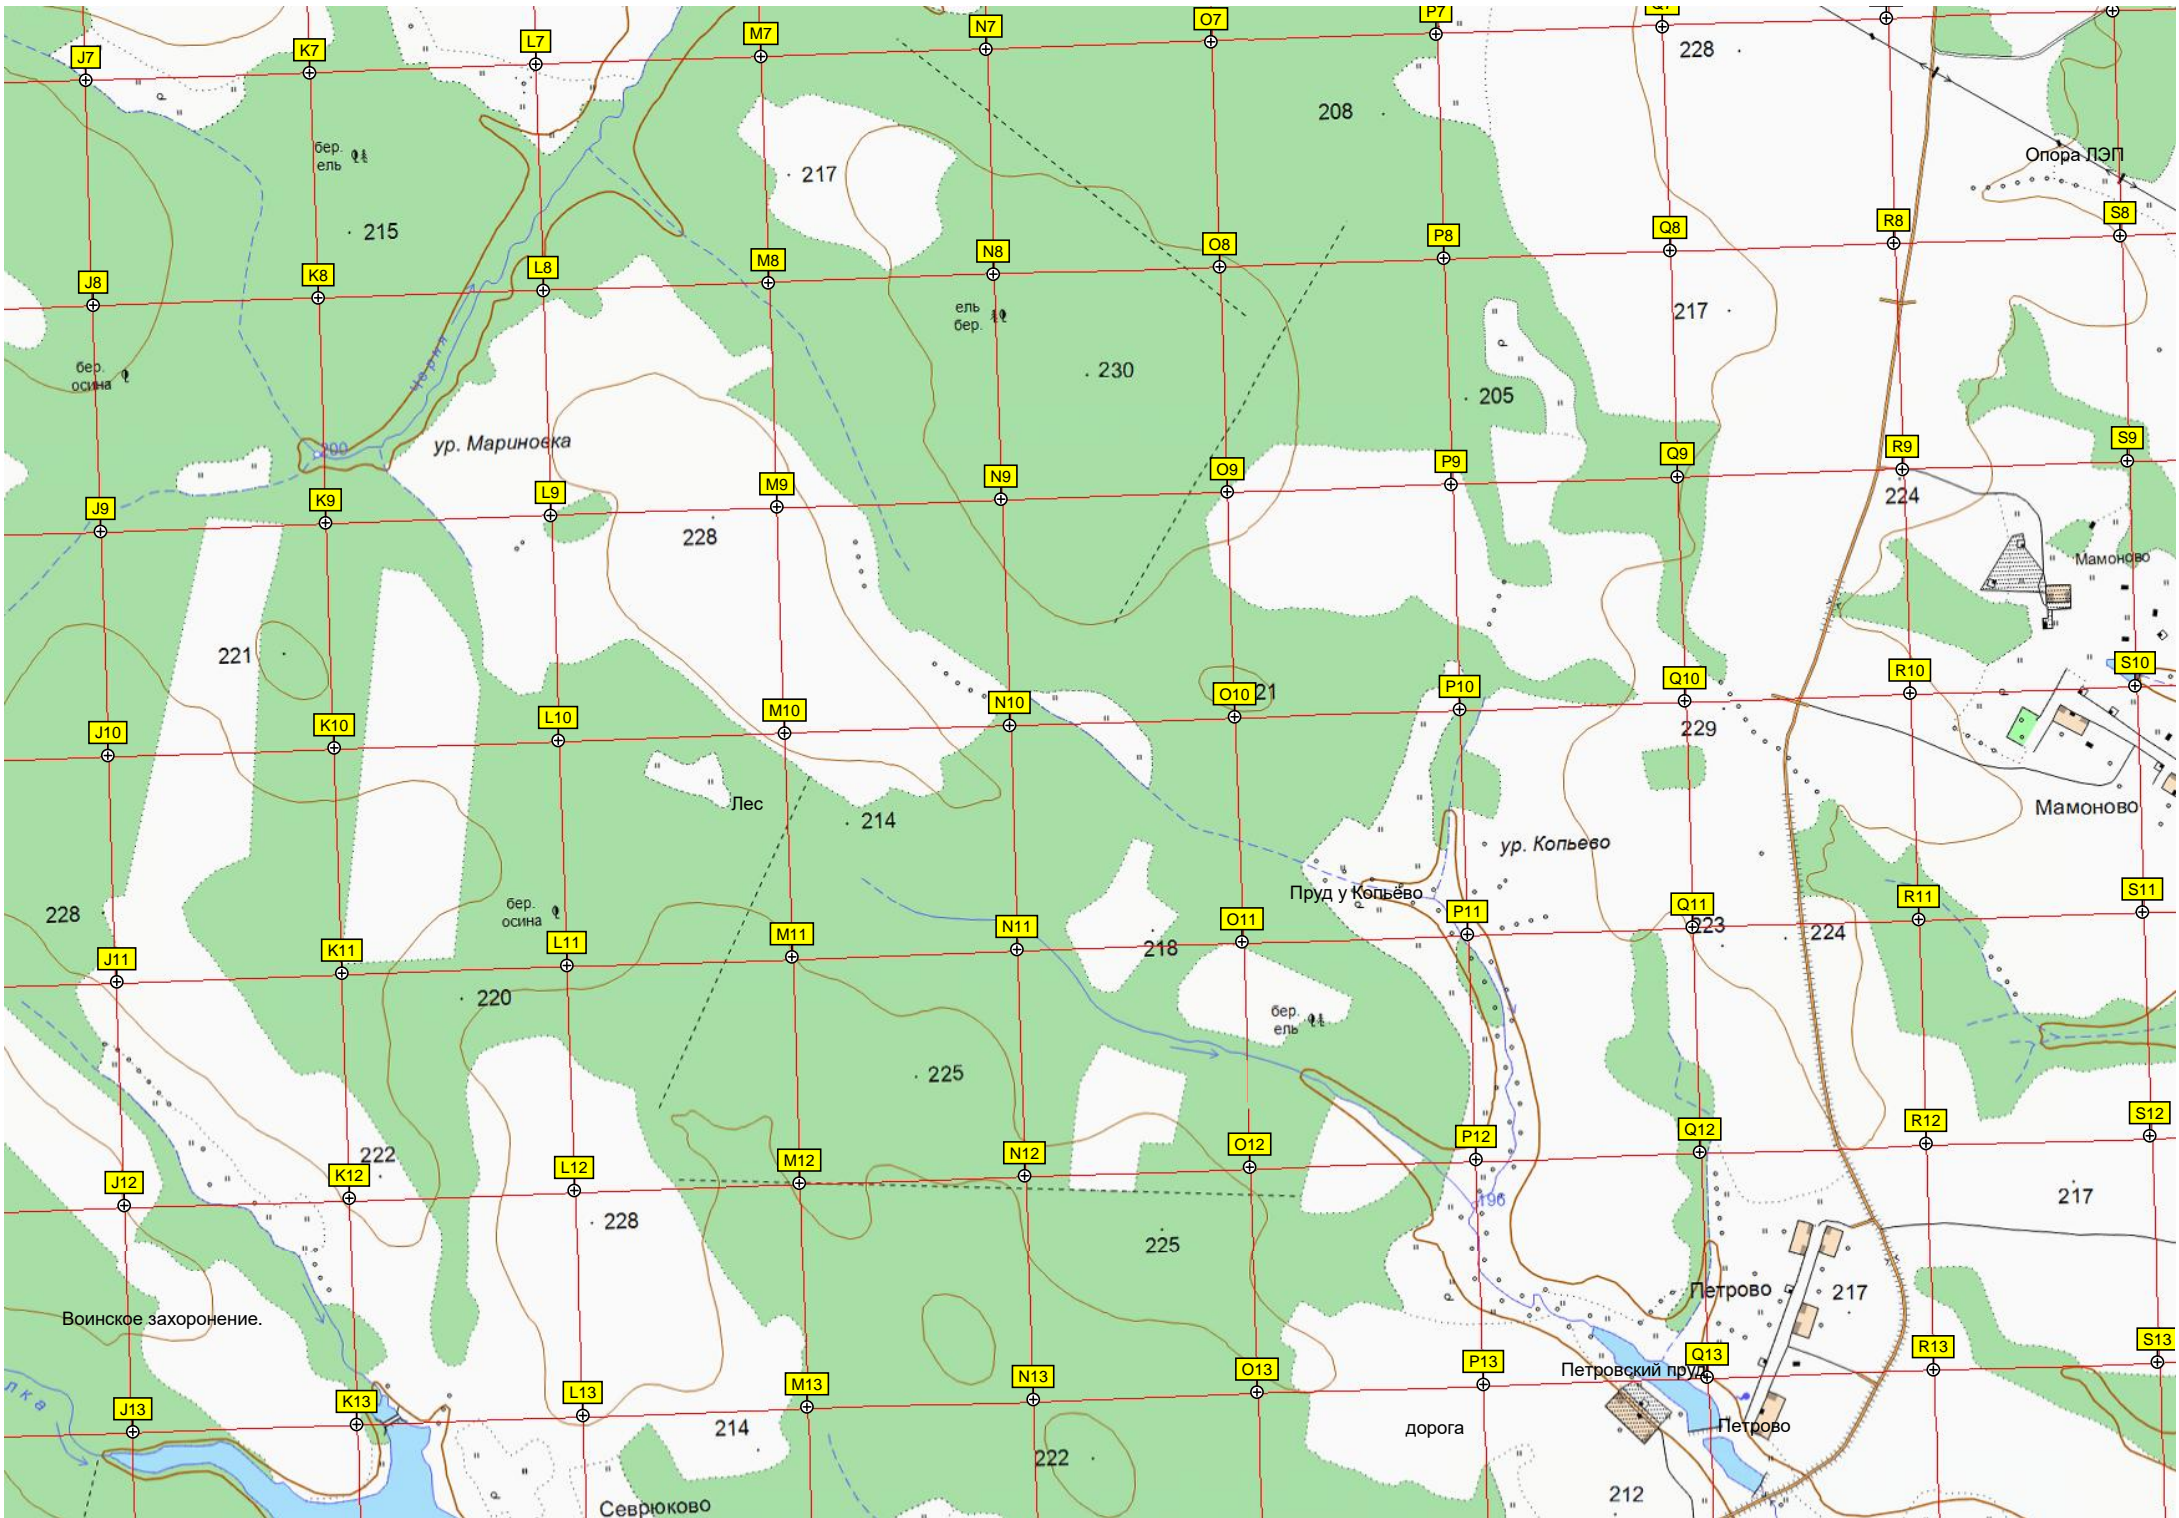 J7
K7
L7
M7
N7
O7
P7
Q7
228
208
бер.
ель
217
Опора ЛЭП
215
J8
K8
L8
M8
N8
O8
P8
Q8
R8
S8
ель
бер.
217
Чорня
бер.
осина
230
205
200
ур. Мариновка
J9
K9
L9
M9
N9
O9
P9
Q9
R9
S9
228
224
Мамоново
221
J10
K10
L10
M10
N10
O10
21
P10
Q10
R10
S10
229
Лес
214
Мамоново
ур. Копьево
Пруд у Копьёво
228
бер.
осина
J11
K11
L11
M11
N11
O11
P11
Q11
R11
S11
218
223
224
220
бер.
ель
225
222
J12
K12
L12
M12
N12
O12
P12
Q12
R12
S12
196
217
228
225
Петрово
217
Воинское захоронение.
Петровский пруд
J13
K13
L13
M13
N13
O13
P13
Q13
R13
S13
лка
214
дорога
Петрово
222
212
Севрюково